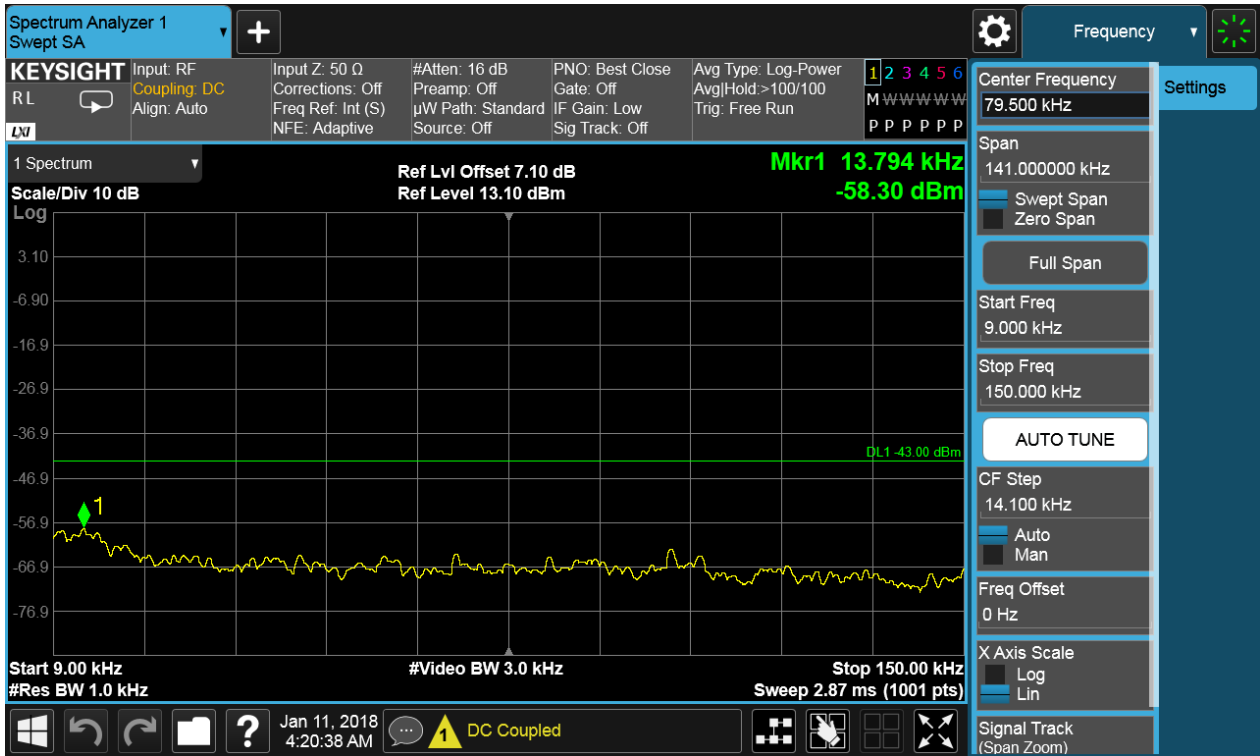 Spectrum Analyzer 1
Swept SA
+
Frequency
KEYSIGHT
RL
LXI
Input: RF
Coupling: DC
Align: Auto
Input Z: 50 Ω
Corrections: Off
Freq Ref: Int (S)
NFE: Adaptive
#Atten: 16 dB
Preamp: Off
µW Path: Standard
Source: Off
PNO: Best Close
Gate: Off
IF Gain: Low
Sig Track: Off
Avg Type: Log-Power
Avg|Hold:>100/100
Trig: Free Run
1 2 3 4 5 6
M W W W W W
P P P P P P
1 Spectrum
Scale/Div 10 dB
Log
Ref Lvl Offset 7.10 dB
Ref Level 13.10 dBm
Mkr1 13.794 kHz
-58.30 dBm
3.10
-6.90
-16.9
-26.9
-36.9
-46.9
-56.9
-66.9
-76.9
DL1 -43.00 dBm
1
Start 9.00 kHz
#Res BW 1.0 kHz
#Video BW 3.0 kHz
Stop 150.00 kHz
Sweep 2.87 ms (1001 pts)
Center Frequency
79.500 kHz
Span
141.000000 kHz
Swept Span
Zero Span
Full Span
Start Freq
9.000 kHz
Stop Freq
150.000 kHz
AUTO TUNE
CF Step
14.100 kHz
Auto
Man
Freq Offset
0 Hz
X Axis Scale
Log
Lin
Signal Track
(Span Zoom)
Settings
?
Jan 11, 2018
4:20:38 AM
1
DC Coupled